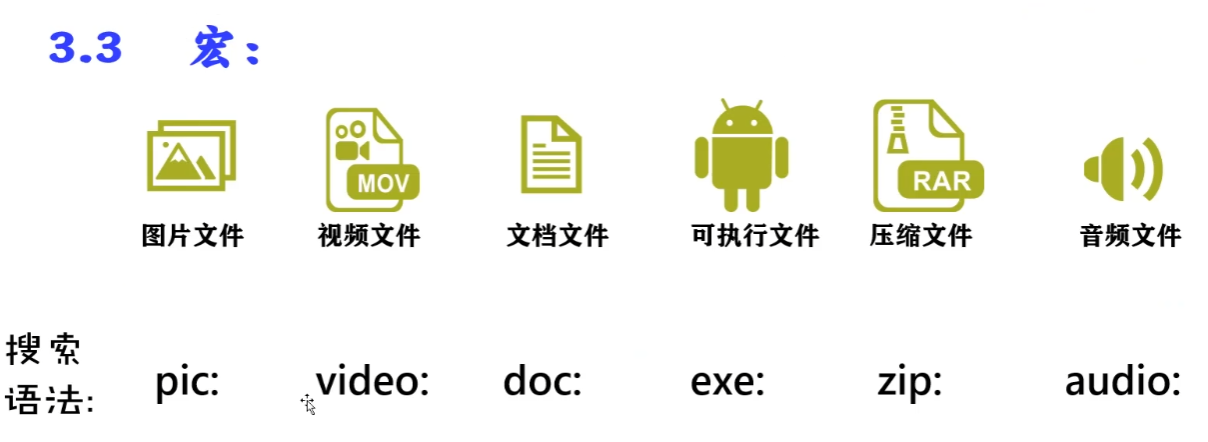 3.3 宏：
MOV RAR
图片文件 视频文件 文档文件 可执行文件 压缩文件 音频文件
搜索
语法: pic: video: doc: exe: zip: audio: